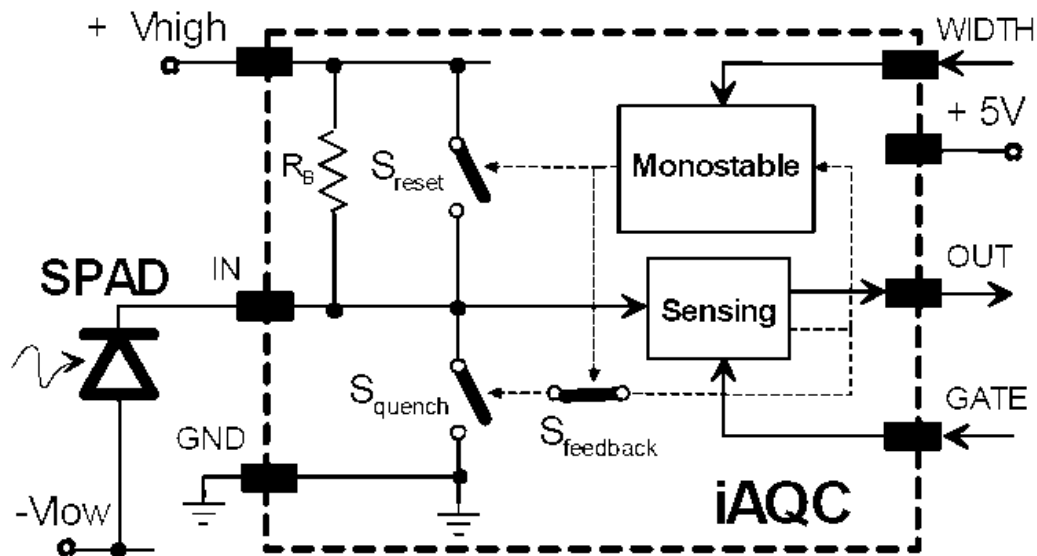 + Vhigh
WIDTH
+ 5V
R_B
S_reset
Monostable
SPAD
IN
OUT
Sensing
S_quench
S_feedback
GATE
GND
-Vlow
iAQC